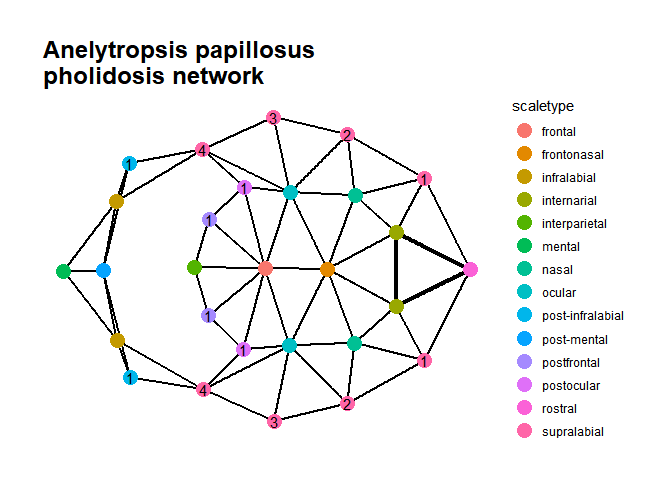 Anelytropsis papillosus
pholidosis network
scaletype
frontal
frontonasal
infralabial
internarial
interparietal
mental
nasal
ocular
post-infralabial
post-mental
postfrontal
postocular
rostral
supralabial
3
2
4
1
1
1
1
1
1
1
1
4
2
3